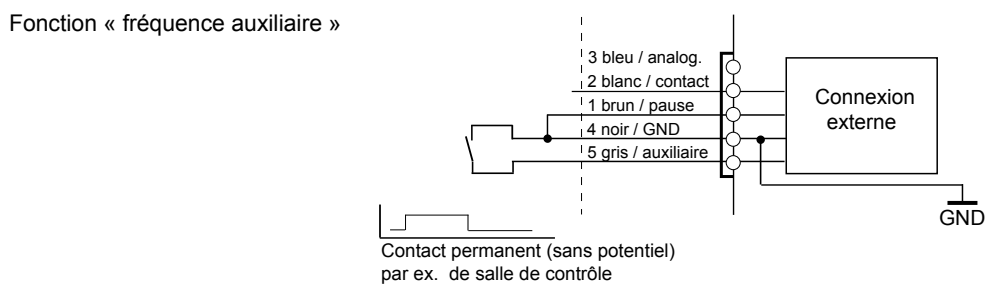 Fonction « fréquence auxiliaire »
3 bleu / analog.
2 blanc / contact
1 brun / pause
4 noir / GND
5 gris / auxiliaire
Connexion
externe
GND
Contact permanent (sans potentiel)
par ex. de salle de contrôle